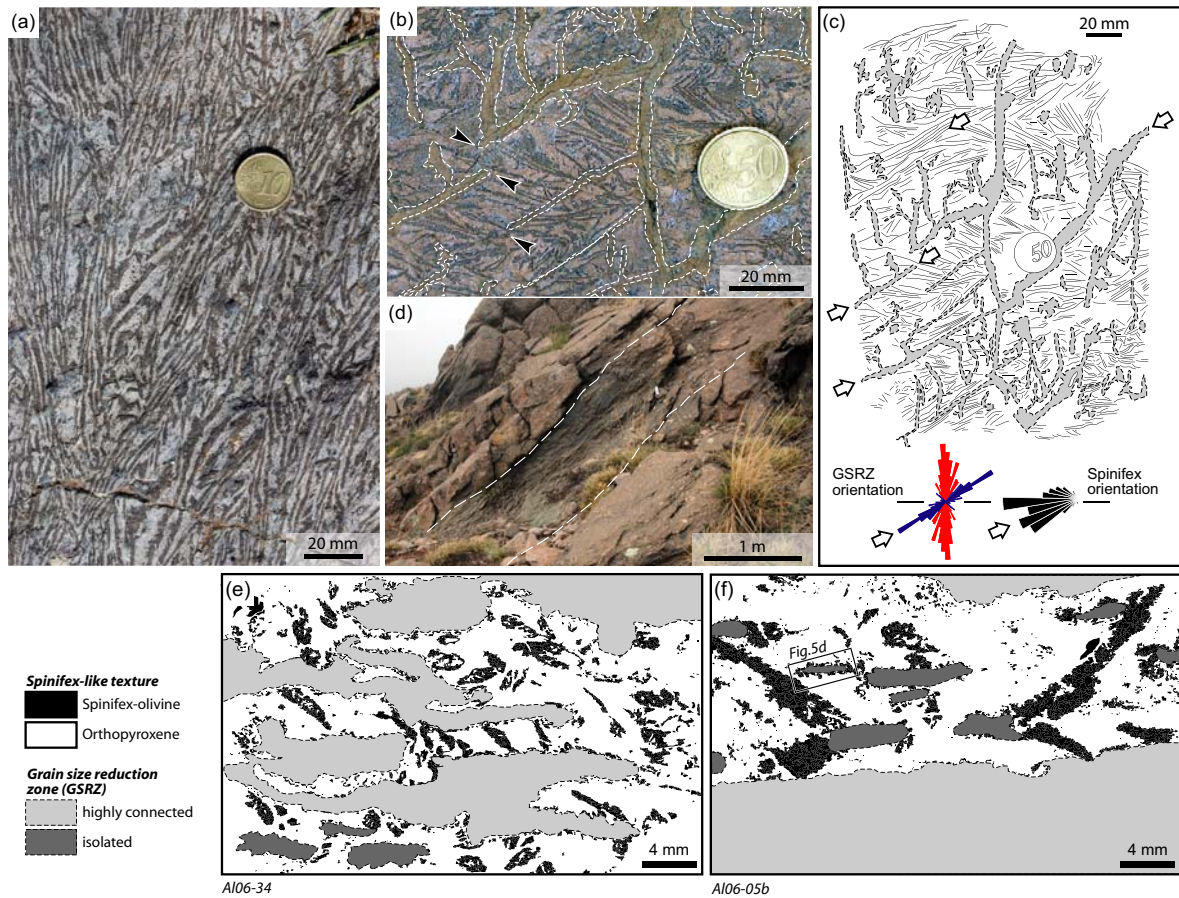 (a)
20 mm
(b)
50
20 mm
(c)
20 mm
50
GSRZ
orientation
Spinifex
orientation
(d)
1 m
Spinifex-like texture
Spinifex-olivine
Orthopyroxene
Grain size reduction
zone (GSRZ)
highly connected
isolated
(e)
4 mm
Al06-34
(f)
Fig.5d
4 mm
Al06-05b